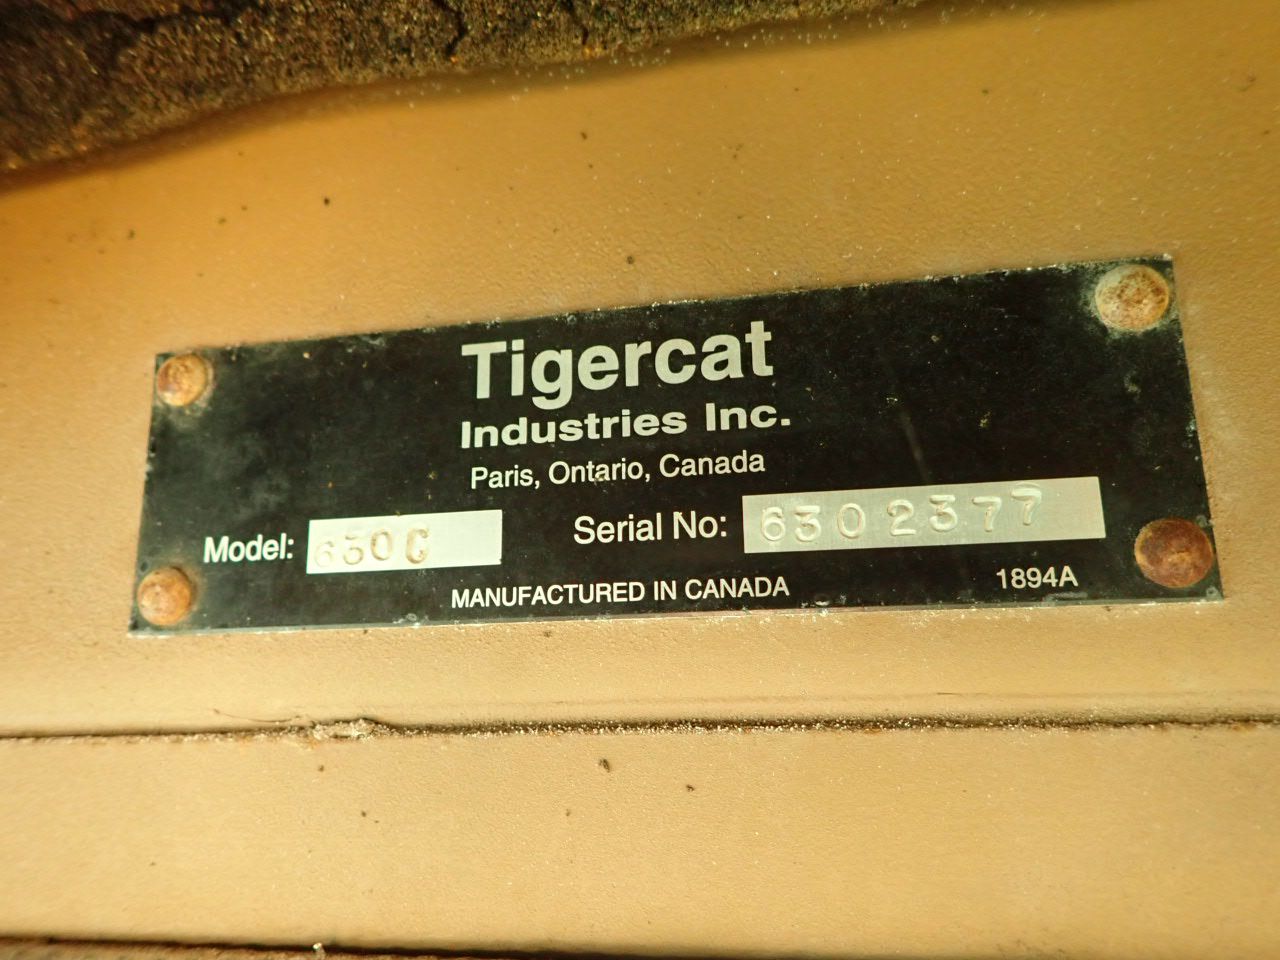 Tigercat
Industries Inc.
Paris, Ontario, Canada
Model: 630C Serial No: 6302377
MANUFACTURED IN CANADA 1894A